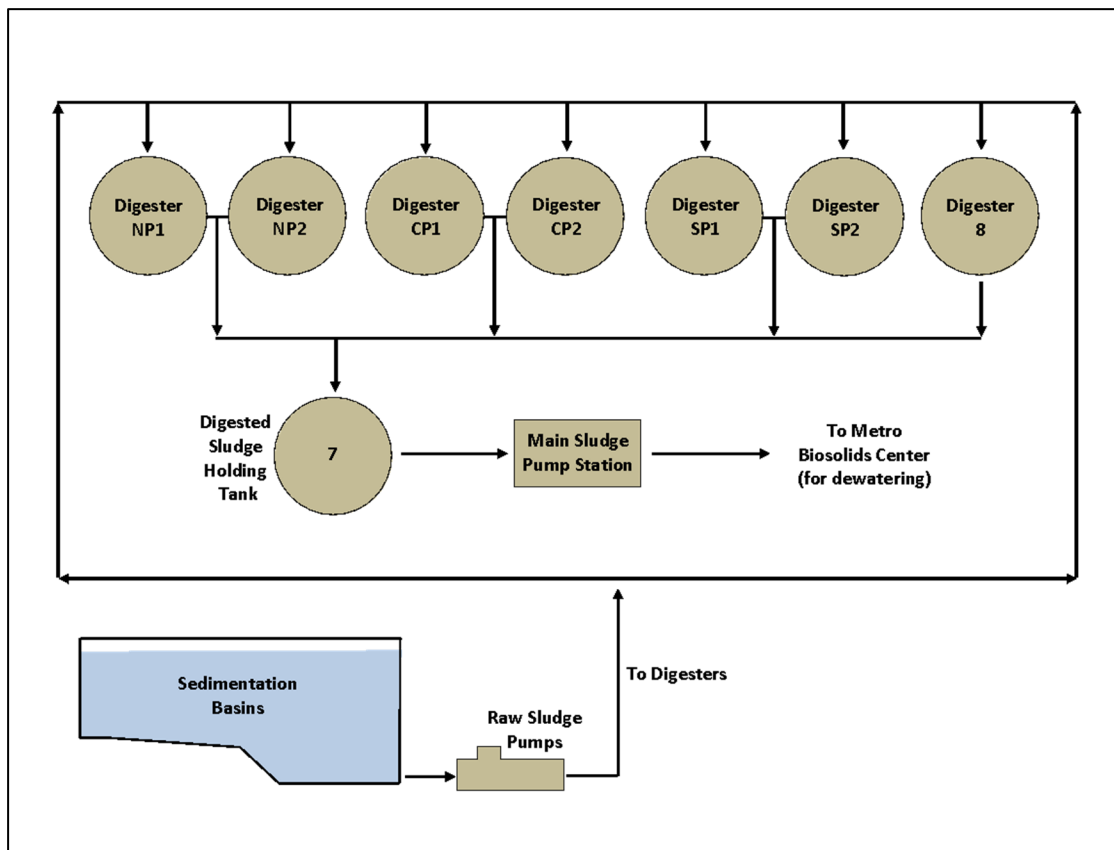 Digester
NP1
Digester
NP2
Digester
CP1
Digester
CP2
Digester
SP1
Digester
SP2
Digester
8
Digested
Sludge
Holding
Tank
7
Main Sludge
Pump Station
To Metro
Biosolids Center
(for dewatering)
Sedimentation
Basins
Raw Sludge
Pumps
To Digesters